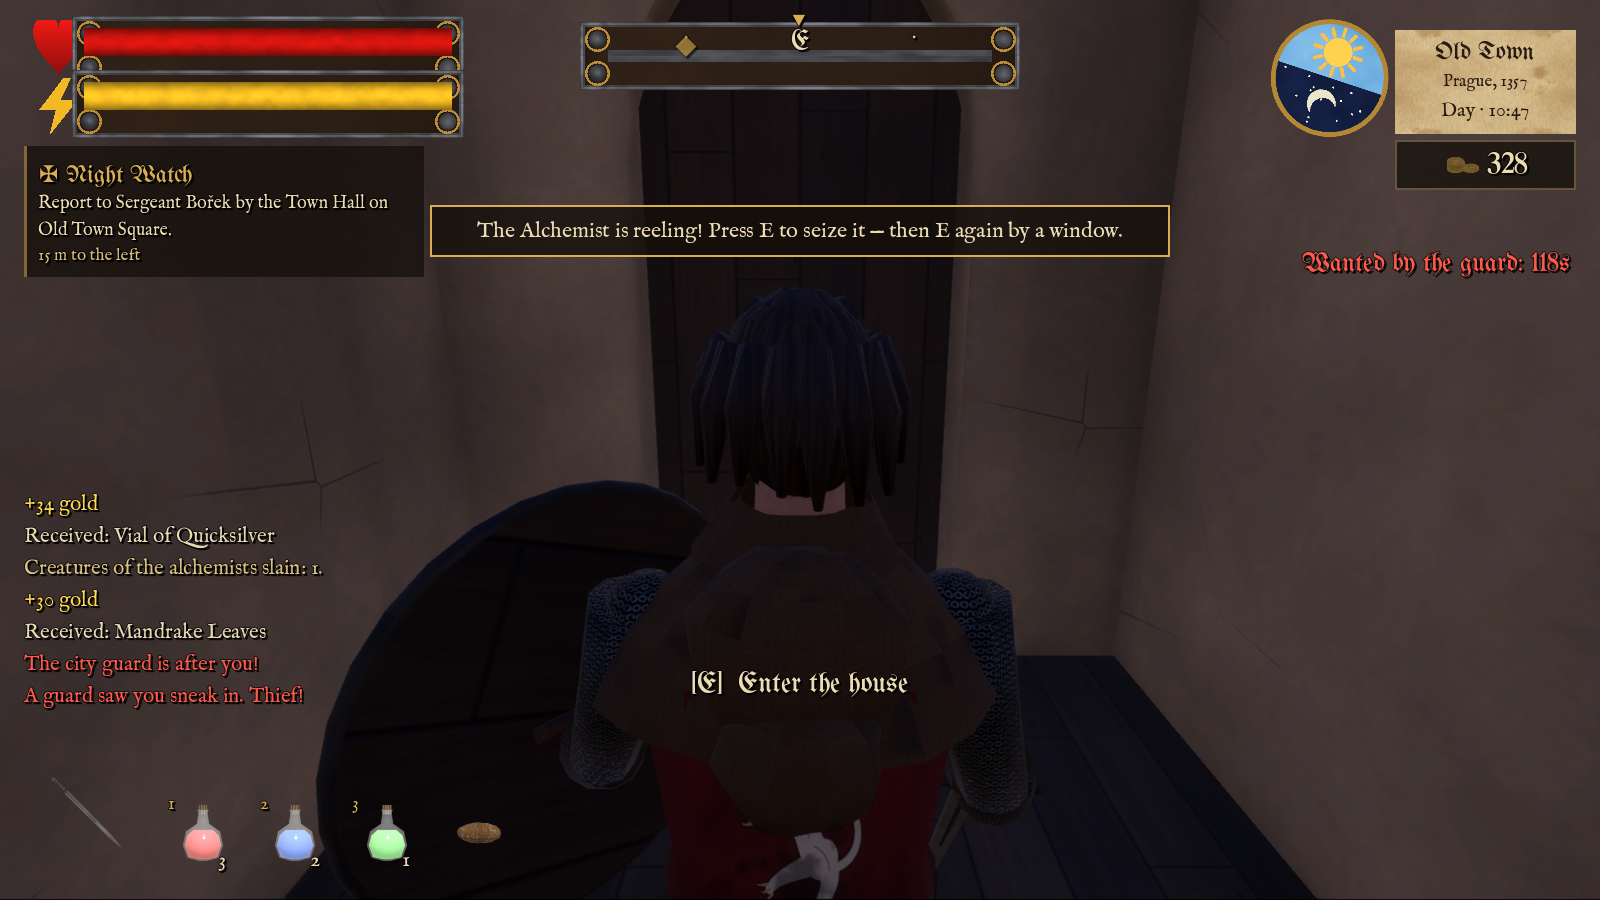 E
Old Town
Prague, 1357
Day · 10:47
328
✠ Night Watch
Report to Sergeant Bořek by the Town Hall on
Old Town Square.
15 m to the left
The Alchemist is reeling! Press E to seize it – then E again by a window.
Wanted by the guard: 118s
+34 gold
Received: Vial of Quicksilver
Creatures of the alchemists slain: 1.
+30 gold
Received: Mandrake Leaves
The city guard is after you!
A guard saw you sneak in. Thief!
[E] Enter the house
1
2
3
3
2
1